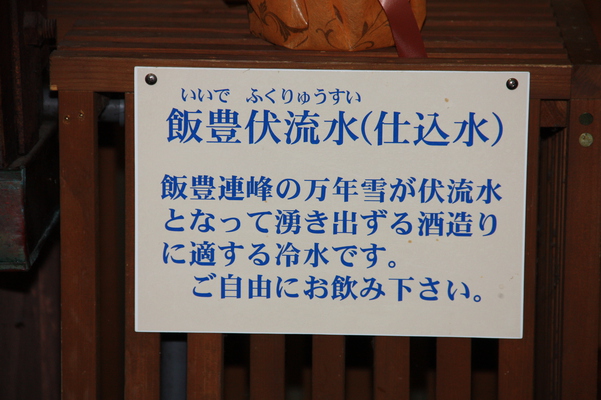 いいで ふくりゅうすい
飯豊伏流水(仕込水)
飯豊連峰の万年雪が伏流水
となって湧き出ずる酒造り
に適する冷水です。
　ご自由にお飲み下さい。